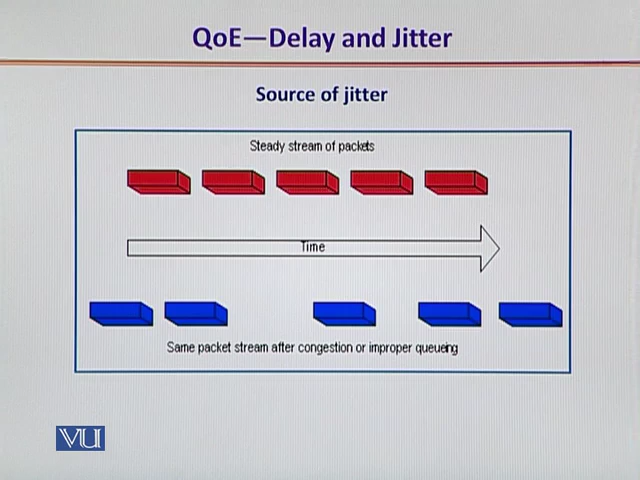 QoE—Delay and Jitter
Source of jitter
Steady stream of packets
Time
Same packet stream after congestion or improper queueing
VU